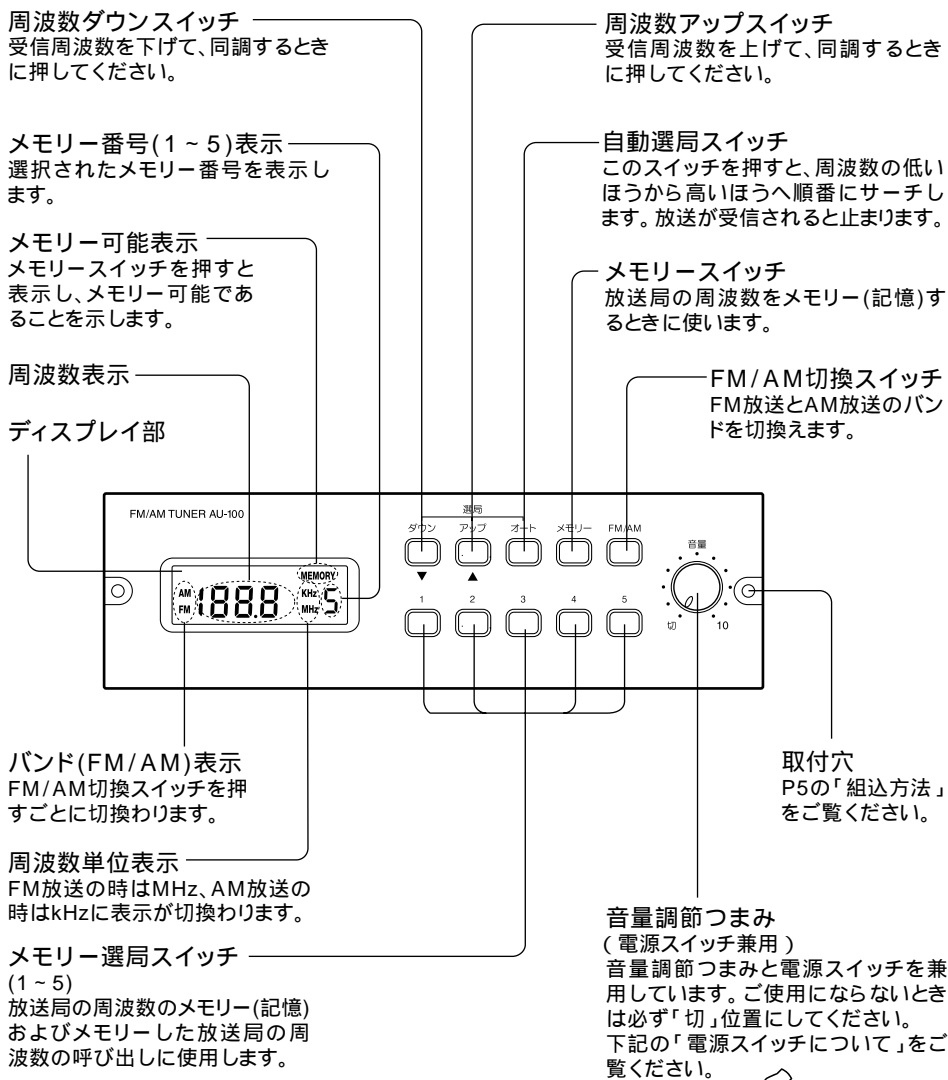 周波数ダウンスイッチ
受信周波数を下げて、同調するとき
に押してください。
メモリー番号(1~5)表示
選択されたメモリー番号を表示し
ます。
メモリー可能表示
メモリースイッチを押すと
表示し、メモリー可能であ
ることを示します。
周波数表示
ディスプレイ部
周波数アップスイッチ
受信周波数を上げて、同調するとき
に押してください。
自動選局スイッチ
このスイッチを押すと、周波数の低い
ほうから高いほうへ順番にサーチし
ます。放送が受信されると止まります。
メモリースイッチ
放送局の周波数をメモリー(記憶)す
るときに使います。
FM/AM切換スイッチ
FM放送とAM放送のバン
ドを切換えます。
FM/AM TUNER AU-100
選局
ダウン アップ オート メモリー FM/AM
音量
▼ ▲
MEMORY
AM 188.8 KHz 5
FM MHz
1 2 3 4 5
切 10
バンド(FM/AM)表示
FM/AM切換スイッチを押
すごとに切換わります。
周波数単位表示
FM放送の時はMHz、AM放送の
時はkHzに表示が切換わります。
メモリー選局スイッチ
(1~5)
放送局の周波数のメモリー(記憶)
およびメモリーした放送局の周
波数の呼び出しに使用します。
取付穴
P5の「組込方法」
をご覧ください。
音量調節つまみ
(電源スイッチ兼用)
音量調節つまみと電源スイッチを兼
用しています。ご使用にならないとき
は必ず「切」位置にしてください。
下記の「電源スイッチについて」をご
覧ください。